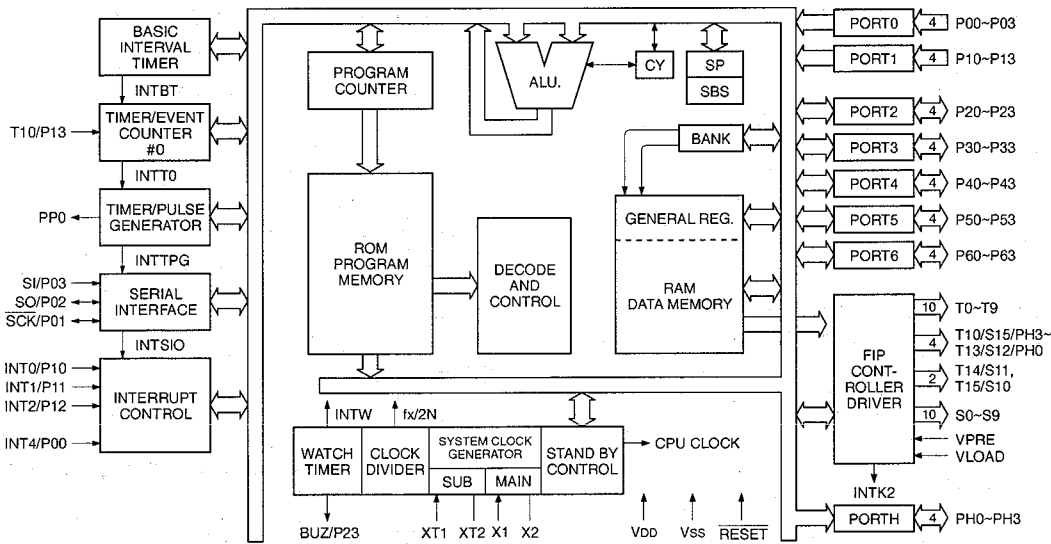 BASIC
INTERVAL
TIMER
INTBT
T10/P13
TIMER/EVENT
COUNTER
#0
INTT0
PP0
TIMER/PULSE
GENERATOR
INTTPG
SI/P03
SO/P02
SCK/P01
SERIAL
INTERFACE
INTSIO
INT0/P10
INT1/P11
INT2/P12
INT4/P00
INTERRUPT
CONTROL
PROGRAM
COUNTER
ALU.
CY
SP
SBS
BANK
ROM
PROGRAM
MEMORY
DECODE
AND
CONTROL
GENERAL REG.
RAM
DATA MEMORY
INTW
fx/2N
WATCH
TIMER
CLOCK
DIVIDER
SYSTEM CLOCK
GENERATOR
SUB
MAIN
STAND BY
CONTROL
CPU CLOCK
BUZ/P23
XT1
XT2
X1
X2
VDD
VSS
RESET
PORT0 4 P00~P03
PORT1 4 P10~P13
PORT2 4 P20~P23
PORT3 4 P30~P33
PORT4 4 P40~P43
PORT5 4 P50~P53
PORT6 4 P60~P63
FIP
CONT-
ROLLER
DRIVER
10 T0~T9
4 T10/S15/PH3~
T13/S12/PH0
2 T14/S11,
T15/S10
10 S0~S9
VPRE
VLOAD
INTK2
PORTH 4 PH0~PH3